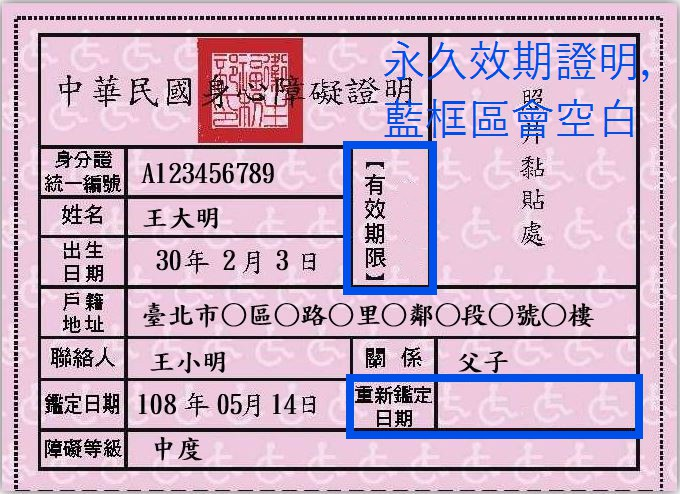 永久效期證明,
藍框區會空白
中華民國身心障礙證明
照片黏貼處
身分證
統一編號
A123456789
【有效期限】
姓名
王大明
出生
日期
30年 2月 3日
戶籍
地址
臺北市○區○路○里○鄰○段○號○樓
聯絡人
王小明
關 係
父子
鑑定日期
108 年 05月 14日
重新鑑定
日期
障礙等級
中度